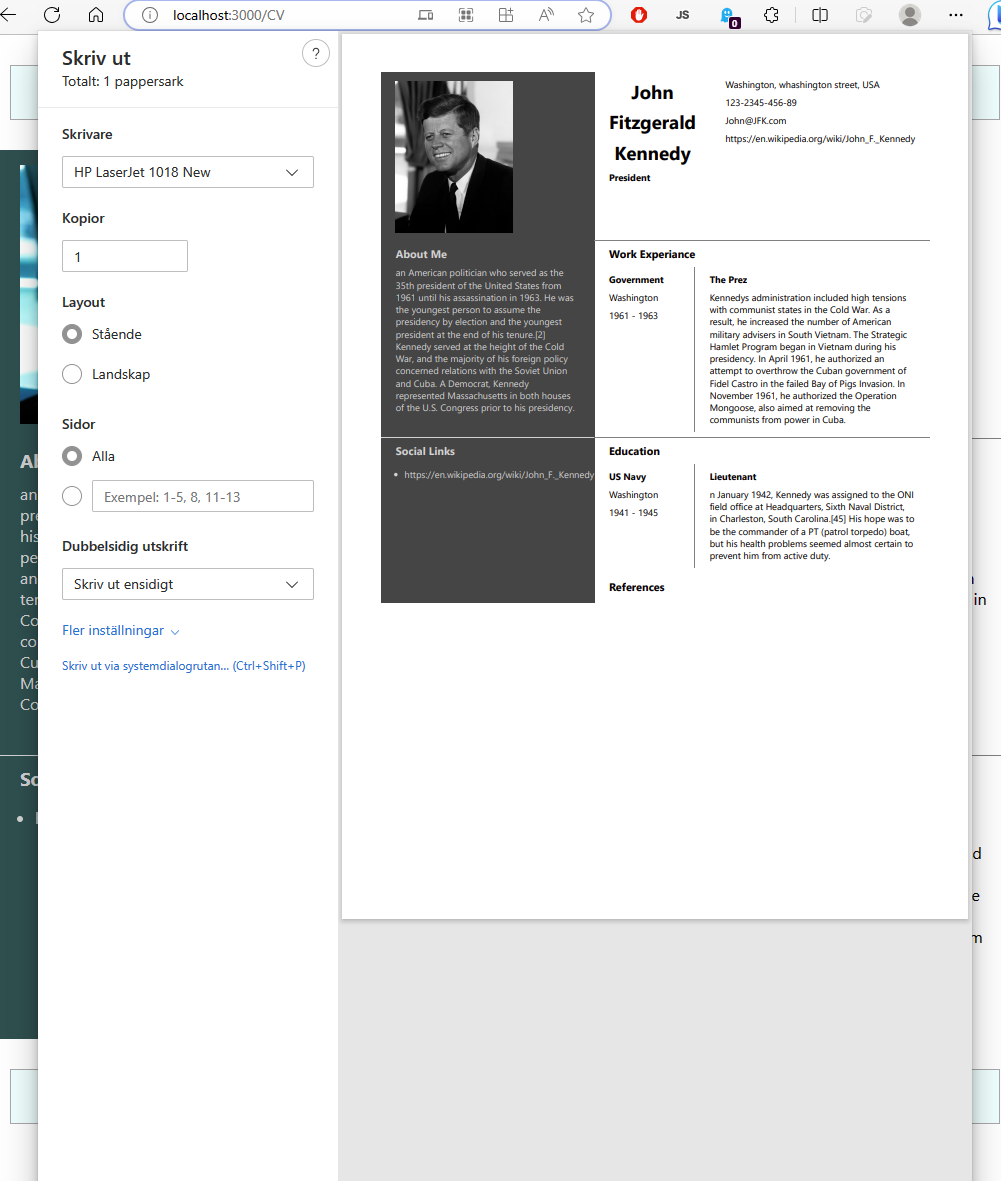 localhost:3000/CV
JS
0
Skriv ut
Totalt: 1 pappersark
?
Skrivare
HP LaserJet 1018 New
Kopior
1
Layout
Stående
Landskap
Sidor
Alla
Exempel: 1-5, 8, 11-13
Dubbelsidig utskrift
Skriv ut ensidigt
Fler inställningar
Skriv ut via systemdialogrutan... (Ctrl+Shift+P)
John
Fitzgerald
Kennedy
President
Washington, whashington street, USA
123-2345-456-89
John@JFK.com
https://en.wikipedia.org/wiki/John_F._Kennedy
About Me
an American politician who served as the
35th president of the United States from
1961 until his assassination in 1963. He was
the youngest person to assume the
presidency by election and the youngest
president at the end of his tenure.[2]
Kennedy served at the height of the Cold
War, and the majority of his foreign policy
concerned relations with the Soviet Union
and Cuba. A Democrat, Kennedy
represented Massachusetts in both houses
of the U.S. Congress prior to his presidency.
Social Links
• https://en.wikipedia.org/wiki/John_F._Kennedy
Work Experiance
Government
Washington
1961 - 1963
The Prez
Kennedys administration included high tensions
with communist states in the Cold War. As a
result, he increased the number of American
military advisers in South Vietnam. The Strategic
Hamlet Program began in Vietnam during his
presidency. In April 1961, he authorized an
attempt to overthrow the Cuban government of
Fidel Castro in the failed Bay of Pigs Invasion. In
November 1961, he authorized the Operation
Mongoose, also aimed at removing the
communists from power in Cuba.
Education
US Navy
Washington
1941 - 1945
Lieutenant
n January 1942, Kennedy was assigned to the ONI
field office at Headquarters, Sixth Naval District,
in Charleston, South Carolina.[45] His hope was to
be the commander of a PT (patrol torpedo) boat,
but his health problems seemed almost certain to
prevent him from active duty.
References
an
pre
his
pe
an
ter
Co
co
Cu
Ma
Co
So
in
d
e